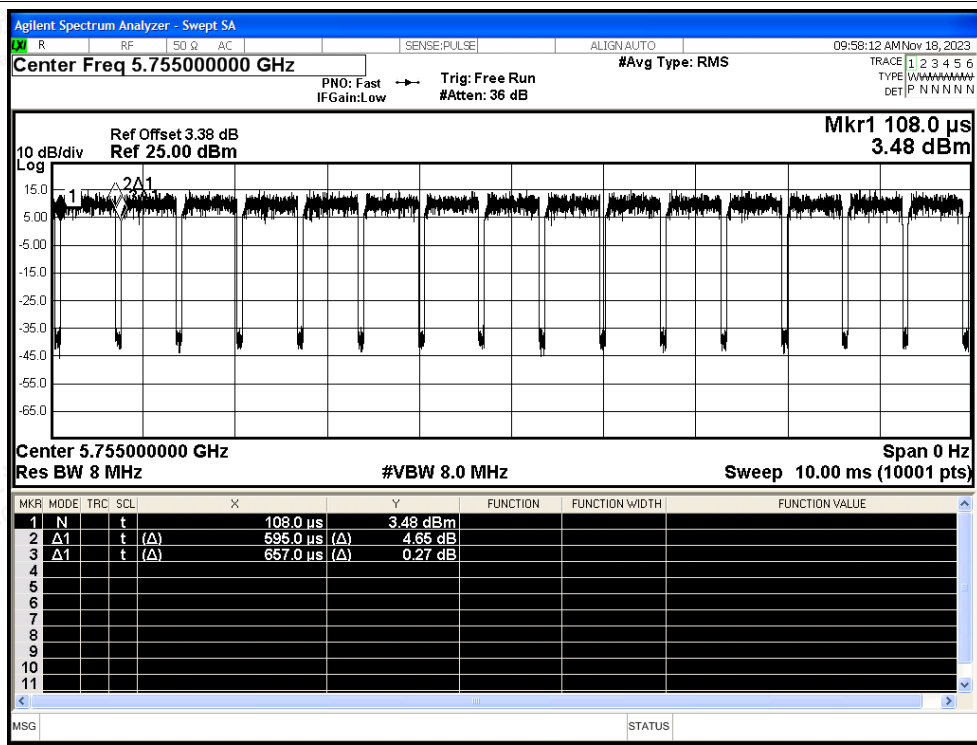 Agilent Spectrum Analyzer - Swept SA
LXI R RF 50 Ω AC SENSE:PULSE ALIGN AUTO 09:58:12 AM Nov 18, 2023
Center Freq 5.755000000 GHz #Avg Type: RMS TRACE 1 2 3 4 5 6
PNO: Fast Trig: Free Run TYPE
IFGain:Low #Atten: 36 dB DET P N N N N N
Mkr1 108.0 µs
3.48 dBm
Ref Offset 3.38 dB
10 dB/div Ref 25.00 dBm
Log
15.0
5.00
-5.00
-15.0
-25.0
-35.0
-45.0
-55.0
-65.0
1 2Δ1
Center 5.755000000 GHz Span 0 Hz
Res BW 8 MHz #VBW 8.0 MHz Sweep 10.00 ms (10001 pts)
MKR MODE TRC SCL X Y FUNCTION FUNCTION WIDTH FUNCTION VALUE
1 N t 108.0 µs 3.48 dBm
2 Δ1 t (Δ) 595.0 µs (Δ) 4.65 dB
3 Δ1 t (Δ) 657.0 µs (Δ) 0.27 dB
4
5
6
7
8
9
10
11
MSG STATUS